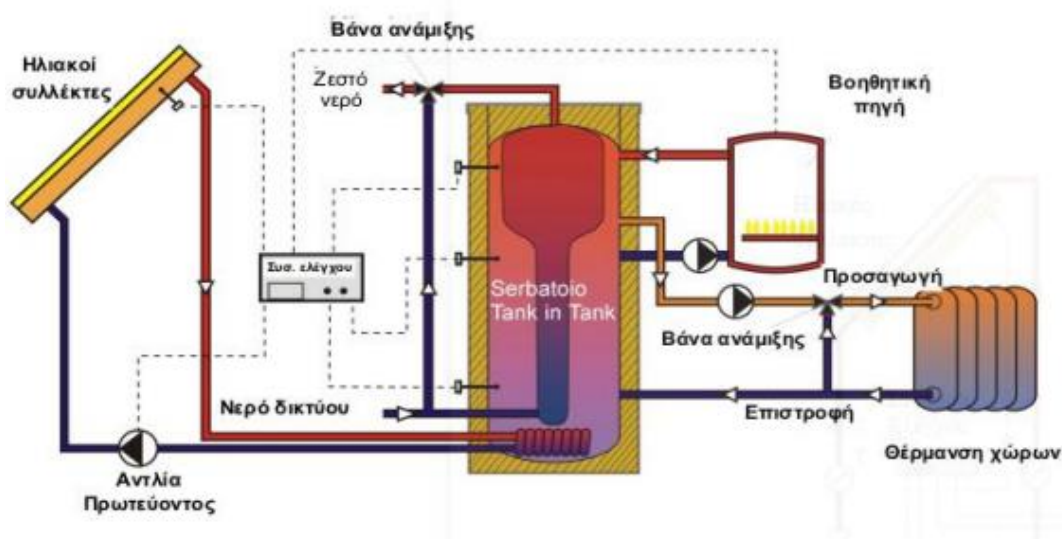 Βάνα ανάμιξης
Ηλιακοί
συλλέκτες
Ζεστό
νερό
Βοηθητική
πηγή
Συσ. ελέγχου
Προσαγωγή
Serbatoio
Tank in Tank
Βάνα ανάμιξης
Νερό δικτύου
Επιστροφή
Θέρμανση χώρων
Αντλία
Πρωτεύοντος